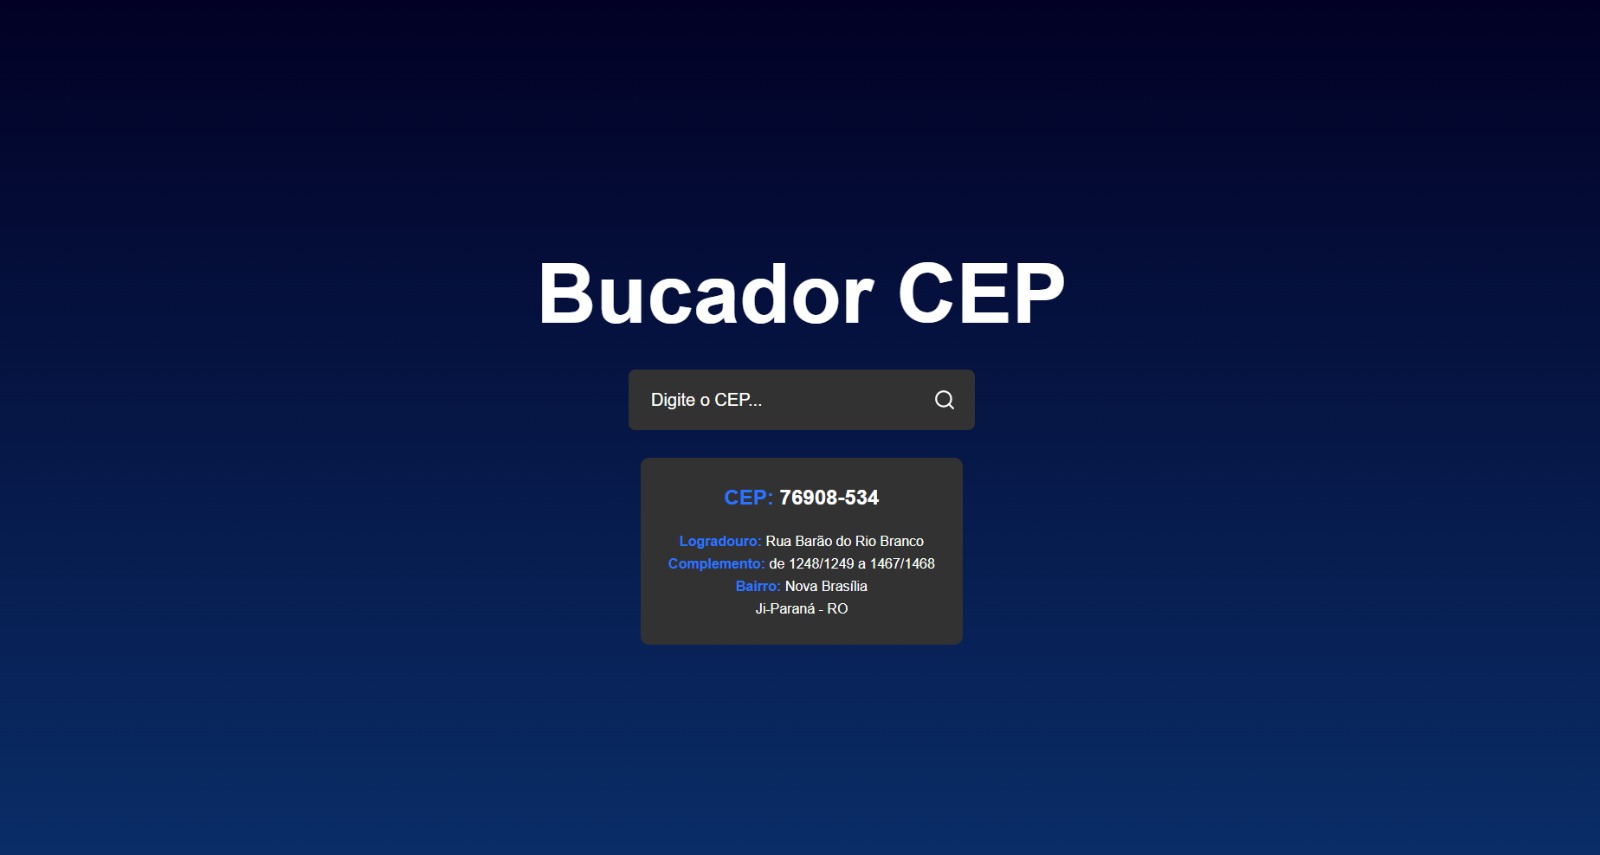 Bucador CEP
Digite o CEP...
CEP: 76908-534
Logradouro: Rua Barão do Rio Branco
Complemento: de 1248/1249 a 1467/1468
Bairro: Nova Brasília
Ji-Paraná - RO